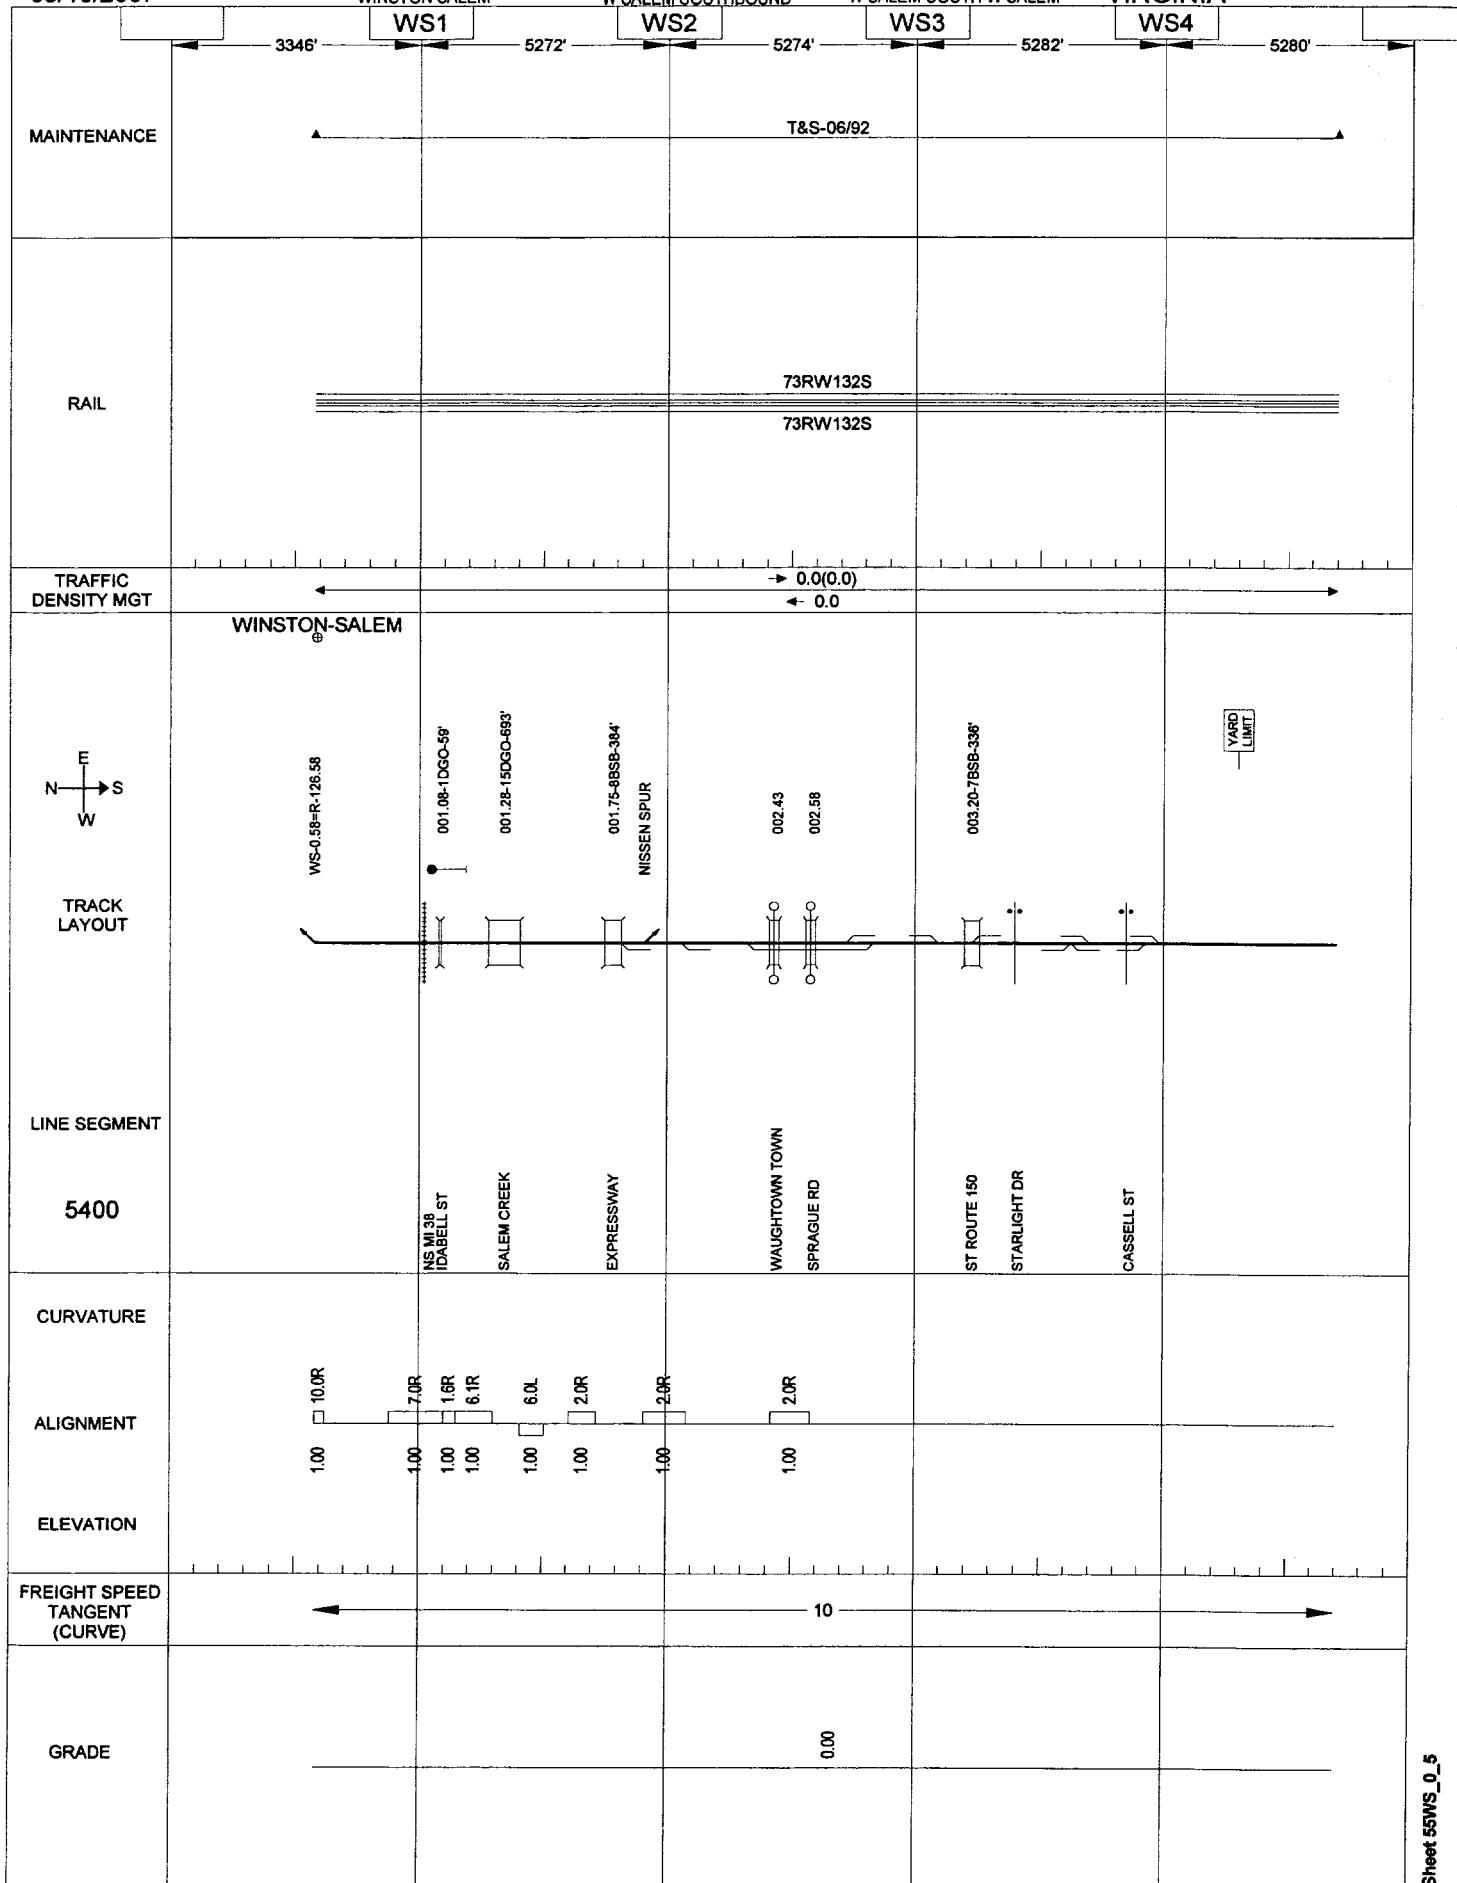 WS1 WS2 WS3 WS4
3346' 5272' 5274' 5282' 5280'
MAINTENANCE
T&S-06/92
RAIL
73RW132S
73RW132S
TRAFFIC
DENSITY MGT
0.0(0.0)
0.0
WINSTON-SALEM
N E S W
WS-0.58=R-126.58
001.08-1DGO-59'
001.28-15DGO-693'
001.75-8BSB-384'
NISSEN SPUR
002.43
002.58
003.20-7BSB-336'
YARD
LIMIT
TRACK
LAYOUT
LINE SEGMENT
5400
NS MI 38
IDABELL ST
SALEM CREEK
EXPRESSWAY
WAUGHTOWN TOWN
SPRAGUE RD
ST ROUTE 150
STARLIGHT DR
CASSELL ST
CURVATURE
10.0R 7.0R 1.6R 6.1R 6.0L 2.0R 2.0R 2.0R
ALIGNMENT
1.00 1.00 1.00 1.00 1.00 1.00 1.00 1.00
ELEVATION
FREIGHT SPEED
TANGENT
(CURVE)
10
GRADE
0.00
Sheet 55WS_0_5